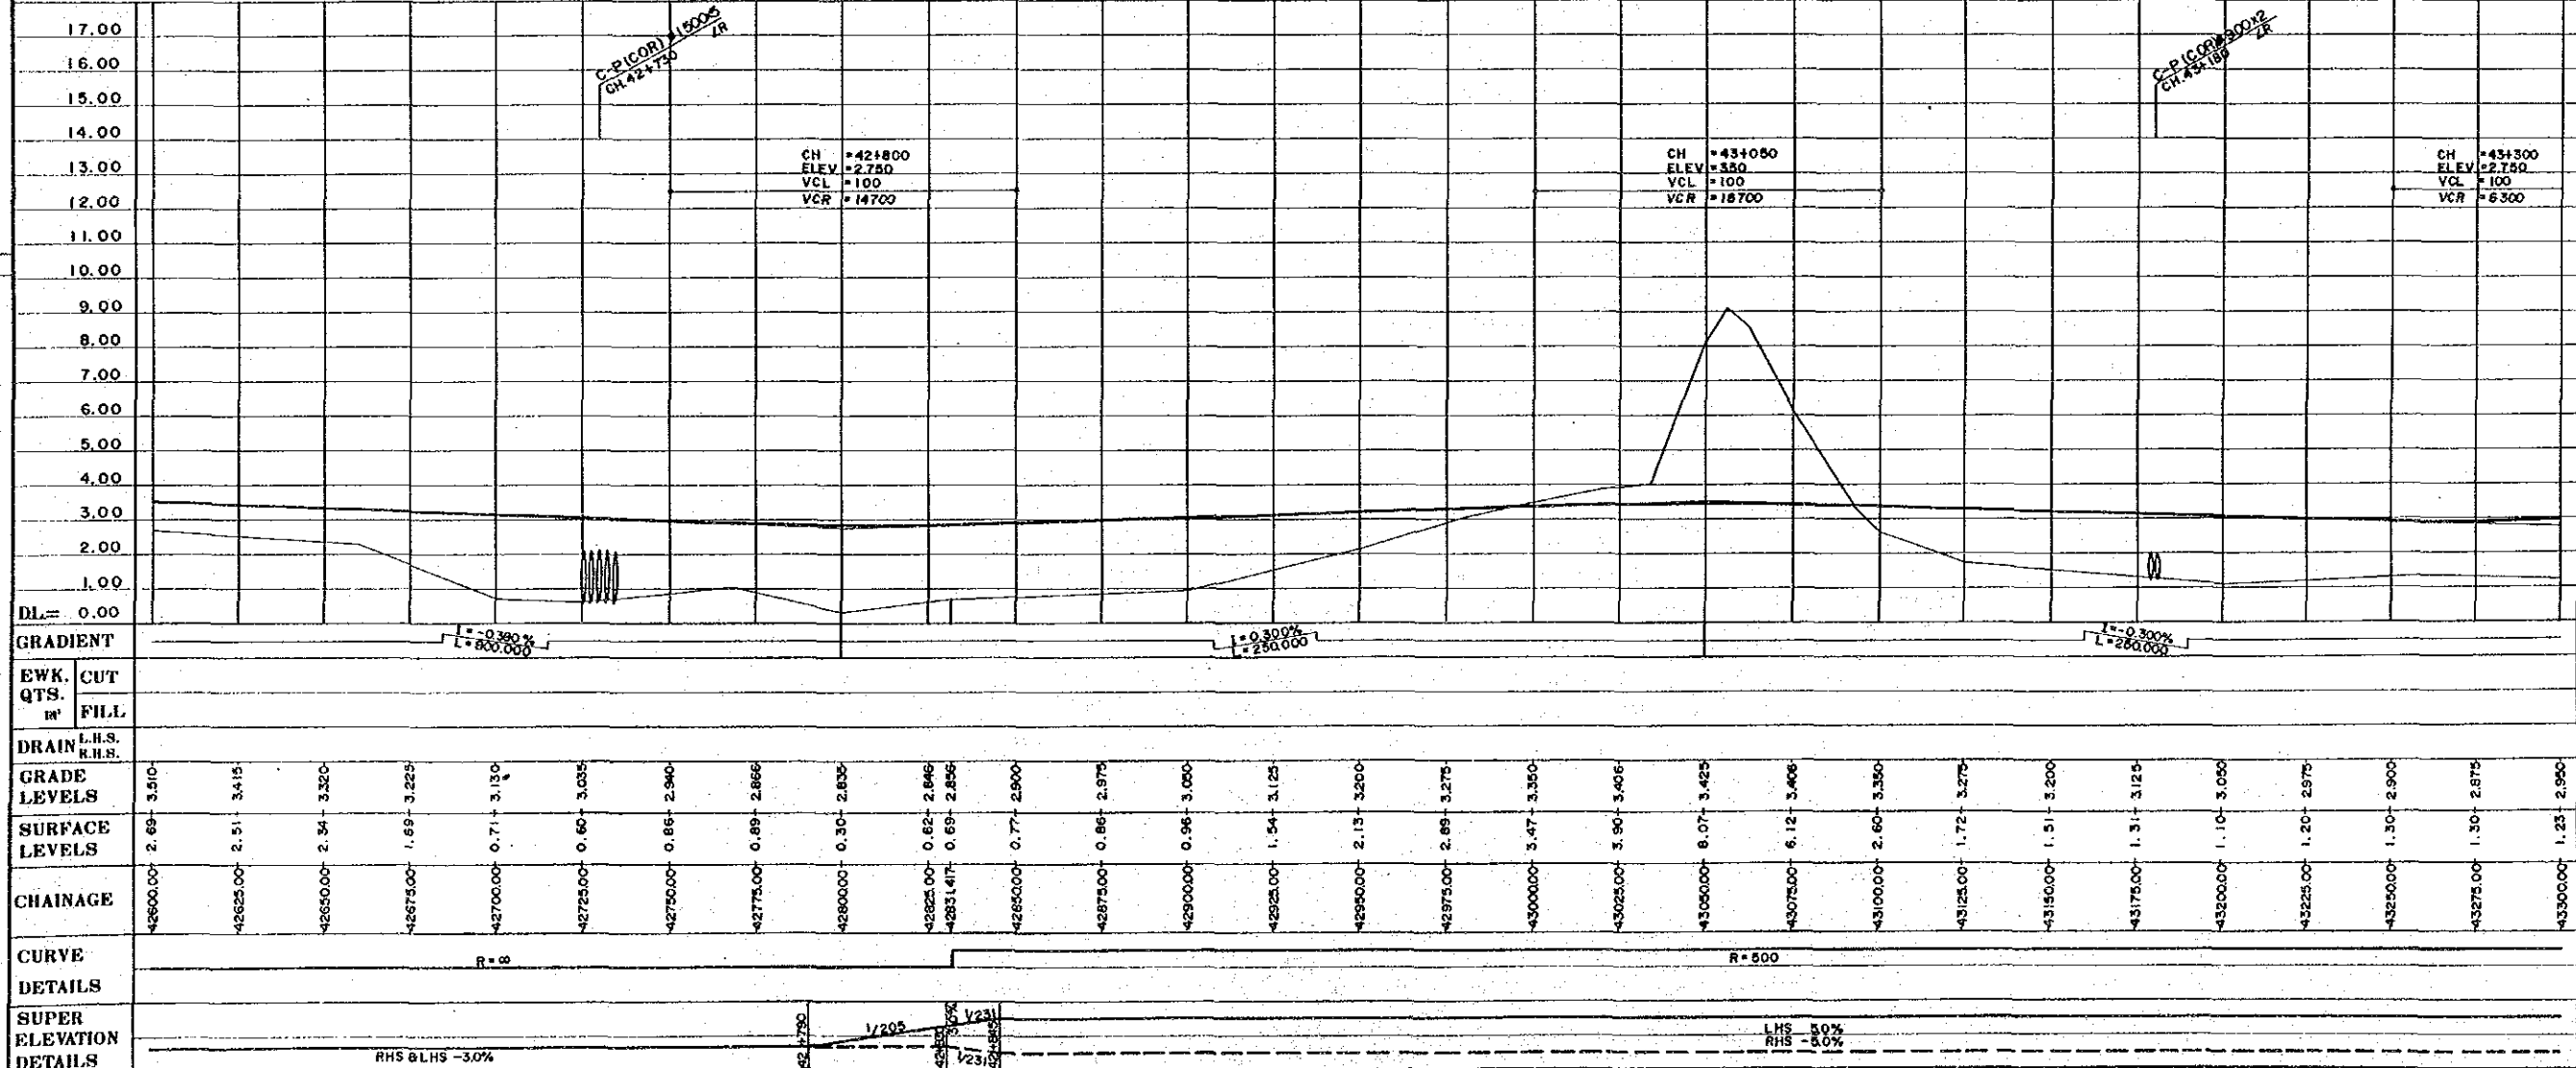 17.00
16.00
15.00
14.00
13.00
12.00
11.00
10.00
9.00
8.00
7.00
6.00
5.00
4.00
3.00
2.00
1.00
DL= 0.00
C-P(COR)
CH.42+730
CH =42+800
ELEV =2.750
VCL =100
VCR =14700
CH =43+050
ELEV =350
VCL =100
VCR =16700
C-P(COR)
CH.43+180
CH =43+300
ELEV =2.750
VCL =100
VCR =6300
GRADIENT
I=-0.380%
L=800.000
I=0.300%
L=250.000
I=-0.300%
L=250.000
EWK. QTS. m³
CUT
FILL
DRAIN L.H.S. R.H.S.
GRADE LEVELS
3.510 3.415 3.320 3.225 3.130 3.035 2.940 2.866 2.835 2.846 2.856 2.900 2.975 3.050 3.125 3.200 3.275 3.350 3.406 3.425 3.406 3.350 3.275 3.200 3.125 3.050 2.975 2.900 2.875 2.950
SURFACE LEVELS
2.69 2.51 2.34 1.69 0.71 0.60 0.86 0.89 0.30 0.62 0.69 0.77 0.86 0.96 1.54 2.13 2.89 3.47 3.90 8.07 6.12 2.60 1.72 1.51 1.31 1.10 1.20 1.30 1.30 1.23
CHAINAGE
42600.00 42625.00 42650.00 42675.00 42700.00 42725.00 42750.00 42775.00 42800.00 42825.00 42831.417 42850.00 42875.00 42900.00 42925.00 42950.00 42975.00 43000.00 43025.00 43050.00 43075.00 43100.00 43125.00 43150.00 43175.00 43200.00 43225.00 43250.00 43275.00 43300.00
CURVE DETAILS
R=∞
R=500
SUPER ELEVATION DETAILS
RHS & LHS -3.0%
42+790
1/205
1/231
1/231
42+845
LHS 5.0%
RHS -5.0%